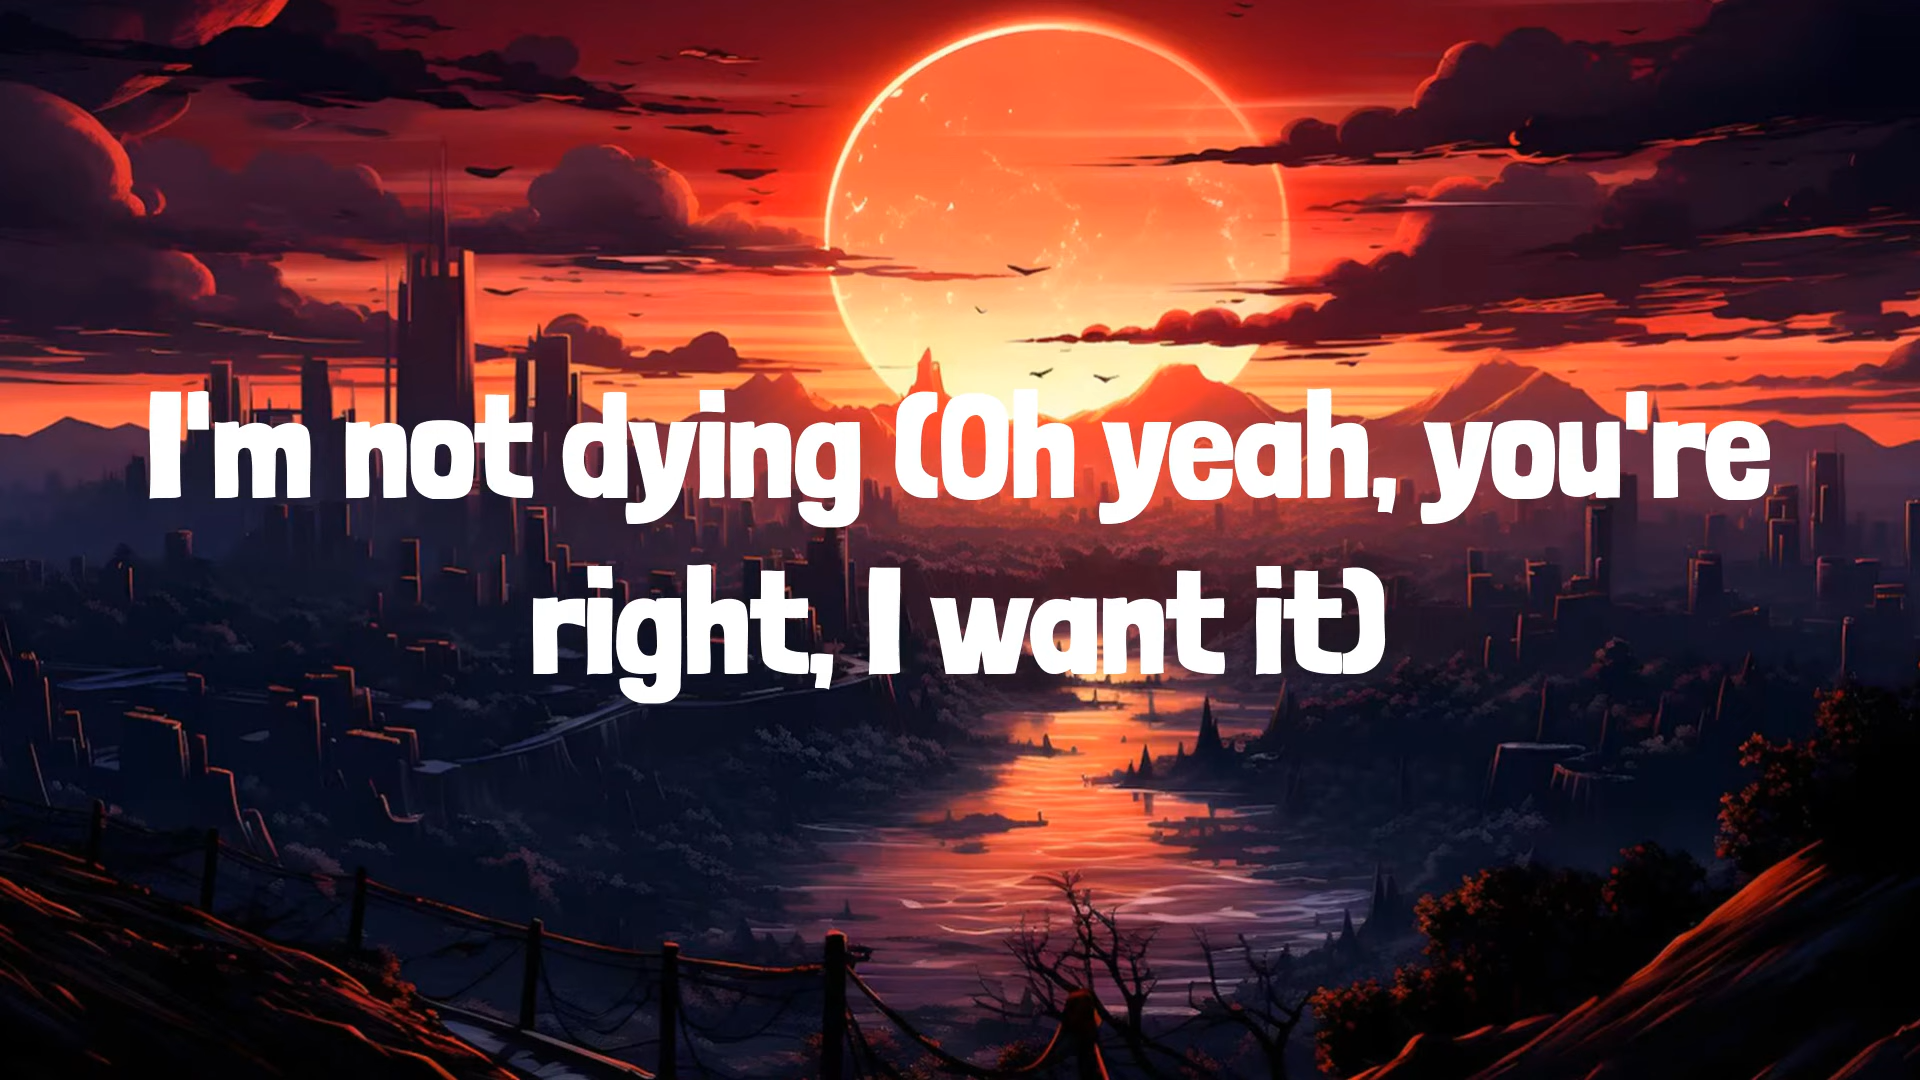 I'm not dying (Oh yeah, you're
right, I want it)